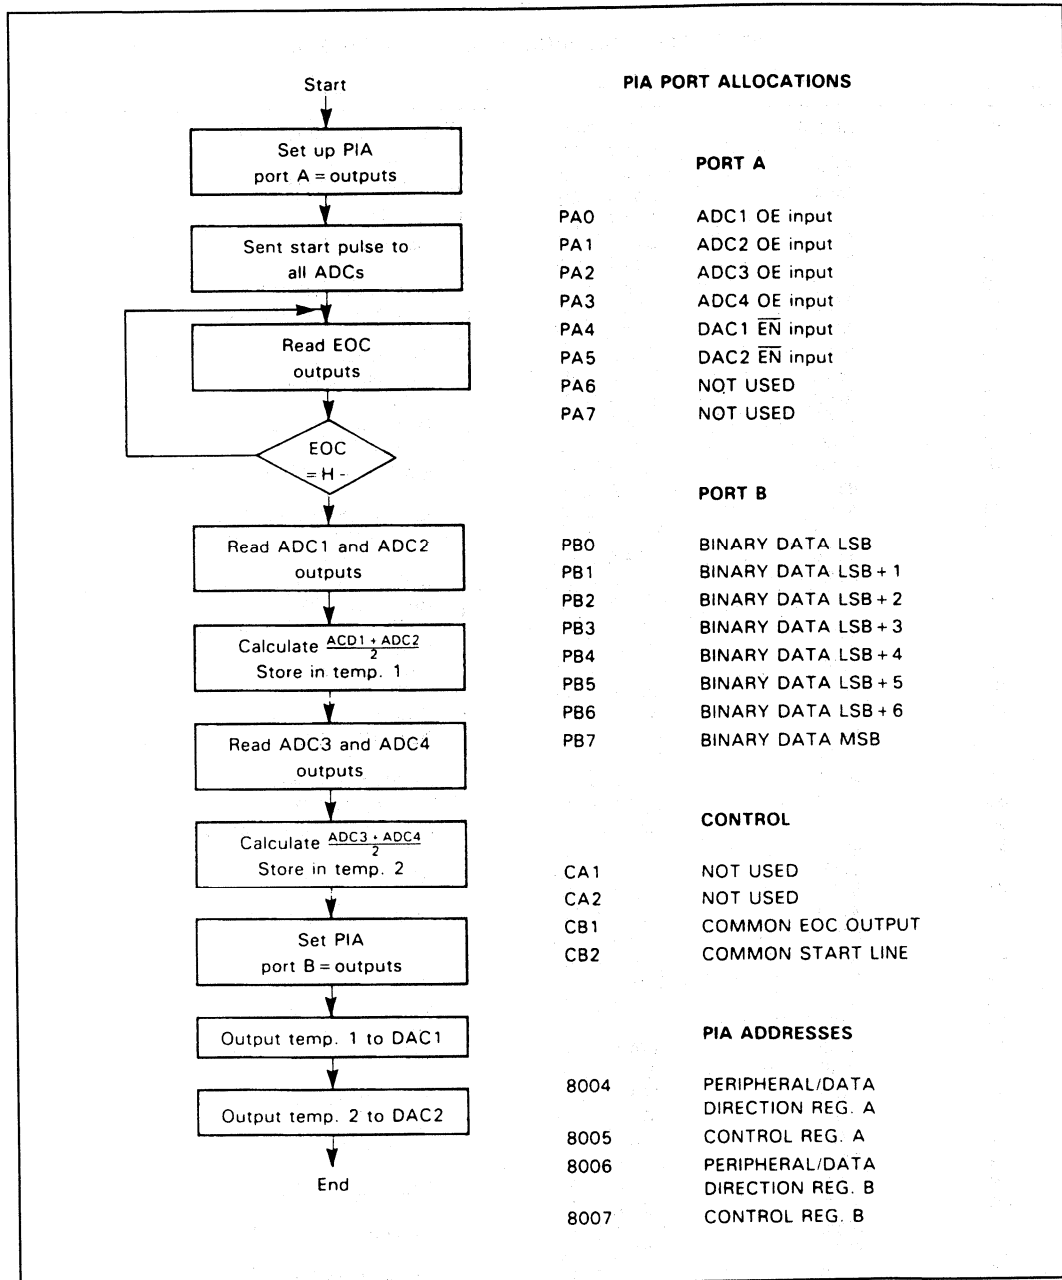 Start
Set up PIA
port A = outputs
Sent start pulse to
all ADCs
Read EOC
outputs
EOC
= H -
Read ADC1 and ADC2
outputs
Calculate ACD1 + ADC2
2
Store in temp. 1
Read ADC3 and ADC4
outputs
Calculate ADC3 + ADC4
2
Store in temp. 2
Set PIA
port B = outputs
Output temp. 1 to DAC1
Output temp. 2 to DAC2
End
PIA PORT ALLOCATIONS
PORT A
PA0 ADC1 OE input
PA1 ADC2 OE input
PA2 ADC3 OE input
PA3 ADC4 OE input
PA4 DAC1 E̅N̅ input
PA5 DAC2 E̅N̅ input
PA6 NOT USED
PA7 NOT USED
PORT B
PB0 BINARY DATA LSB
PB1 BINARY DATA LSB + 1
PB2 BINARY DATA LSB + 2
PB3 BINARY DATA LSB + 3
PB4 BINARY DATA LSB + 4
PB5 BINARY DATA LSB + 5
PB6 BINARY DATA LSB + 6
PB7 BINARY DATA MSB
CONTROL
CA1 NOT USED
CA2 NOT USED
CB1 COMMON EOC OUTPUT
CB2 COMMON START LINE
PIA ADDRESSES
8004 PERIPHERAL/DATA
DIRECTION REG. A
8005 CONTROL REG. A
8006 PERIPHERAL/DATA
DIRECTION REG. B
8007 CONTROL REG. B